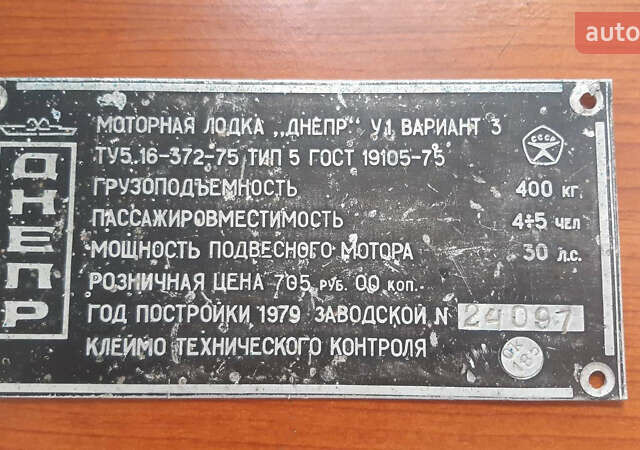 auto
ДНЕПР
МОТОРНАЯ ЛОДКА „ДНЕПР" У1 ВАРИАНТ 3
ТУ5.16-372-75 ТИП 5 ГОСТ 19105-75
СССР
ГРУЗОПОДЪЕМНОСТЬ 400 КГ.
ПАССАЖИРОВМЕСТИМОСТЬ 4÷5 ЧЕЛ
МОЩНОСТЬ ПОДВЕСНОГО МОТОРА 30 Л.С.
РОЗНИЧНАЯ ЦЕНА 705 РУБ. 00 КОП.
ГОД ПОСТРОЙКИ 1979 ЗАВОДСКОЙ N 24097
КЛЕЙМО ТЕХНИЧЕСКОГО КОНТРОЛЯ